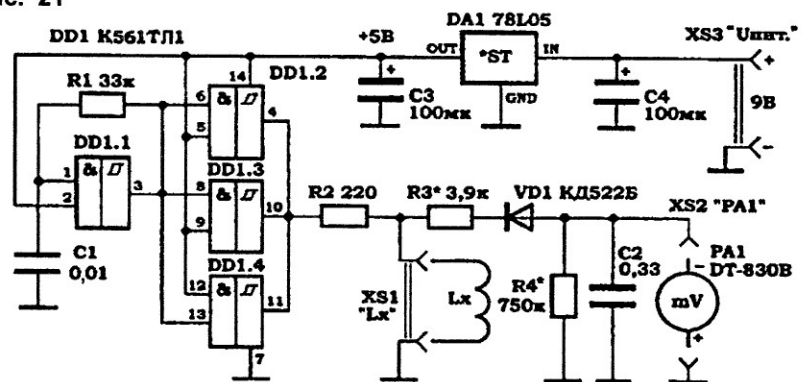 ис. 21
DD1 К561ТЛ1
+5В
DA1 78L05
OUT
*ST
IN
GND
XS3 "Uпит."
+
9В
-
R1 33к
14
DD1.2
6
5
&
4
+
C3
100мк
+
C4
100мк
DD1.1
1
2
&
3
DD1.3
8
9
&
10
R2 220
R3* 3,9к
VD1 КД522Б
XS2 "PA1"
C1
0,01
DD1.4
12
13
&
11
7
XS1
"Lx"
Lx
R4*
750к
C2
0,33
PA1
DT-830B
-
mV
+